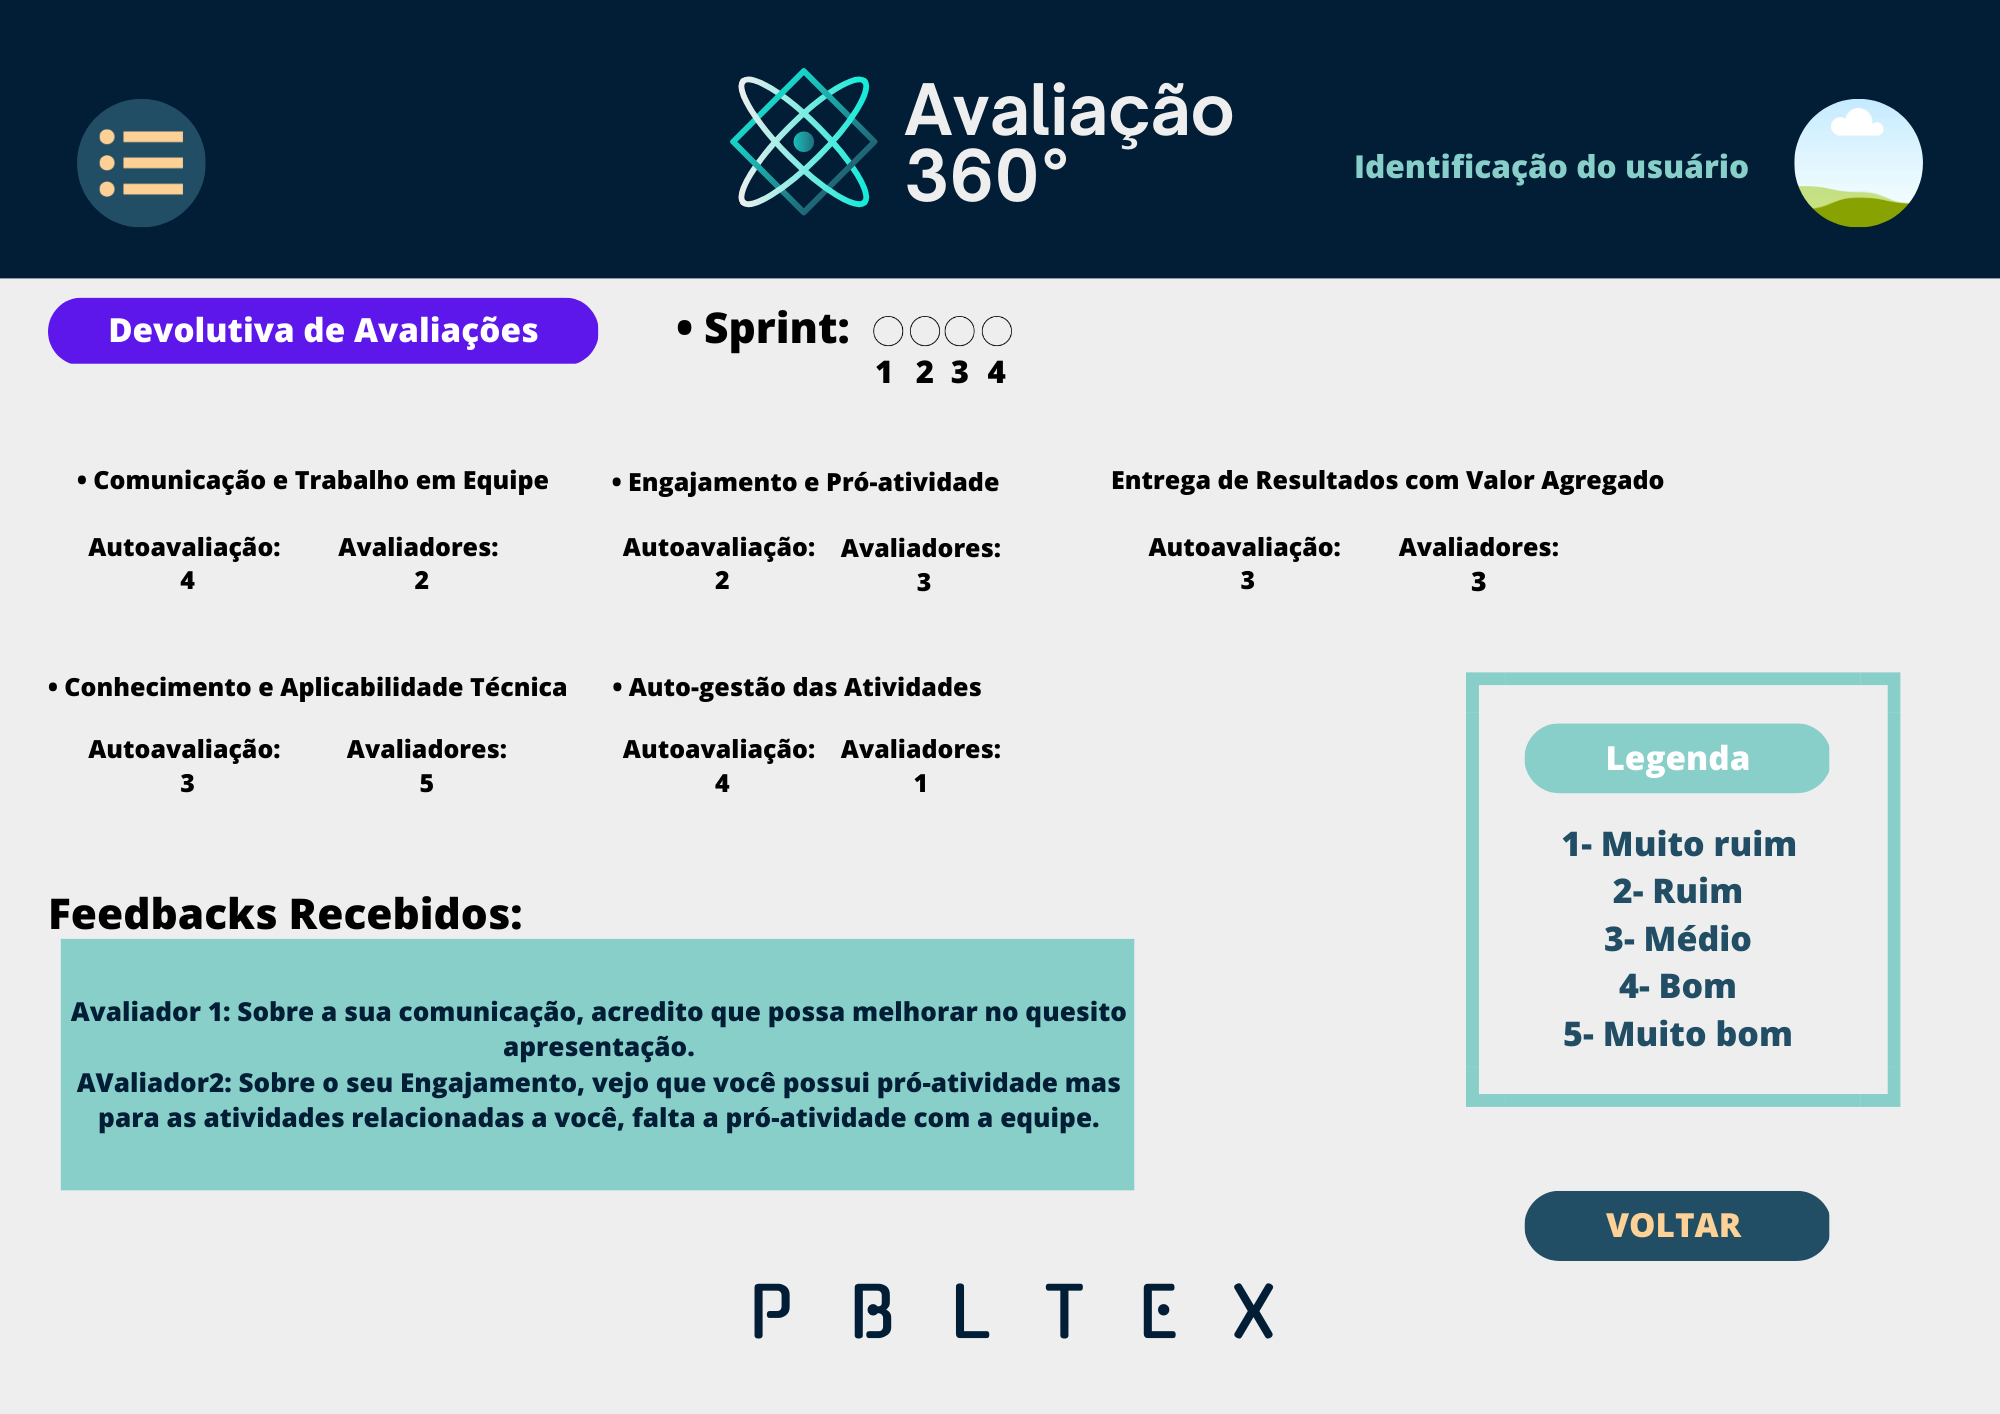 Avaliação
360°
Identificação do usuário
Devolutiva de Avaliações
• Sprint:
1 2 3 4
• Comunicação e Trabalho em Equipe
Autoavaliação: Avaliadores:
4 2
• Engajamento e Pró-atividade
Autoavaliação: Avaliadores:
2 3
Entrega de Resultados com Valor Agregado
Autoavaliação: Avaliadores:
3 3
• Conhecimento e Aplicabilidade Técnica
Autoavaliação: Avaliadores:
3 5
• Auto-gestão das Atividades
Autoavaliação: Avaliadores:
4 1
Legenda
1- Muito ruim
2- Ruim
3- Médio
4- Bom
5- Muito bom
Feedbacks Recebidos:
Avaliador 1: Sobre a sua comunicação, acredito que possa melhorar no quesito
apresentação.
AValiador2: Sobre o seu Engajamento, vejo que você possui pró-atividade mas
para as atividades relacionadas a você, falta a pró-atividade com a equipe.
VOLTAR
PBLTEX